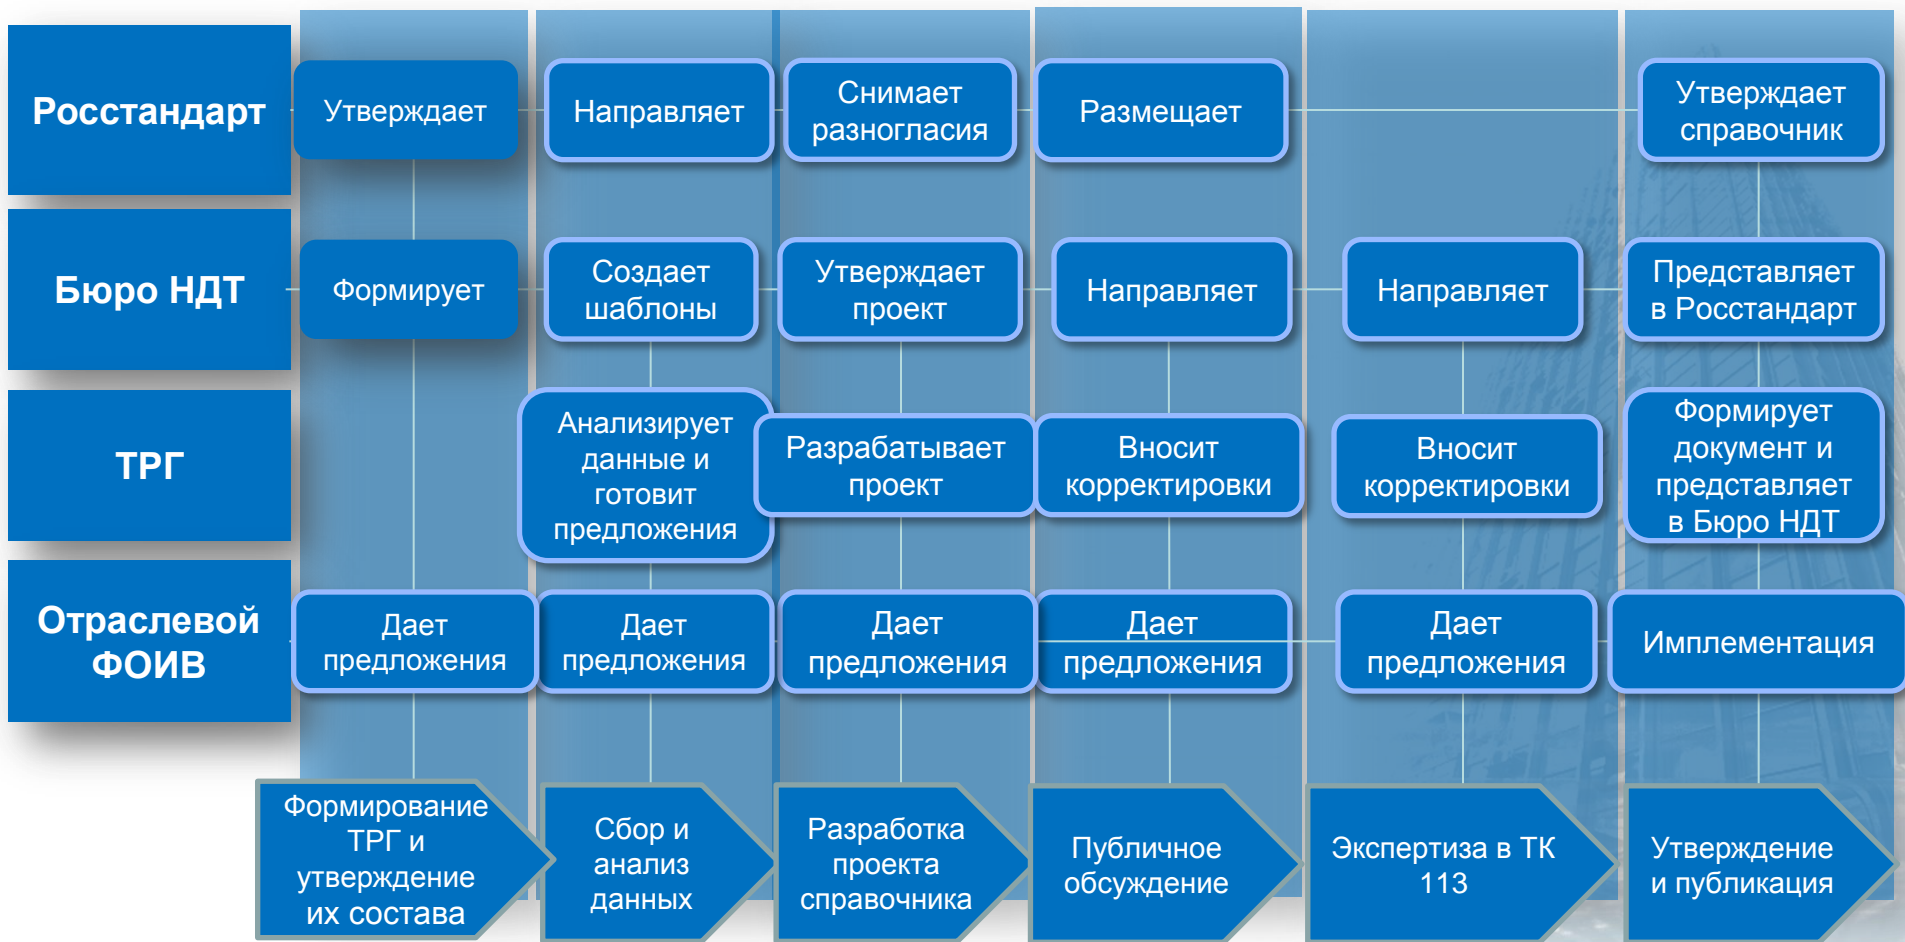 Росстандарт
Утверждает
Направляет
Снимает
разногласия
Размещает
Утверждает
справочник
Бюро НДТ
Формирует
Создает
шаблоны
Утверждает
проект
Направляет
Направляет
Представляет
в Росстандарт
ТРГ
Анализирует
данные и
готовит
предложения
Разрабатывает
проект
Вносит
корректировки
Вносит
корректировки
Формирует
документ и
представляет
в Бюро НДТ
Отраслевой
ФОИВ
Дает
предложения
Дает
предложения
Дает
предложения
Дает
предложения
Дает
предложения
Имплементация
Формирование
ТРГ и
утверждение
их состава
Сбор и
анализ
данных
Разработка
проекта
справочника
Публичное
обсуждение
Экспертиза в ТК
113
Утверждение
и публикация